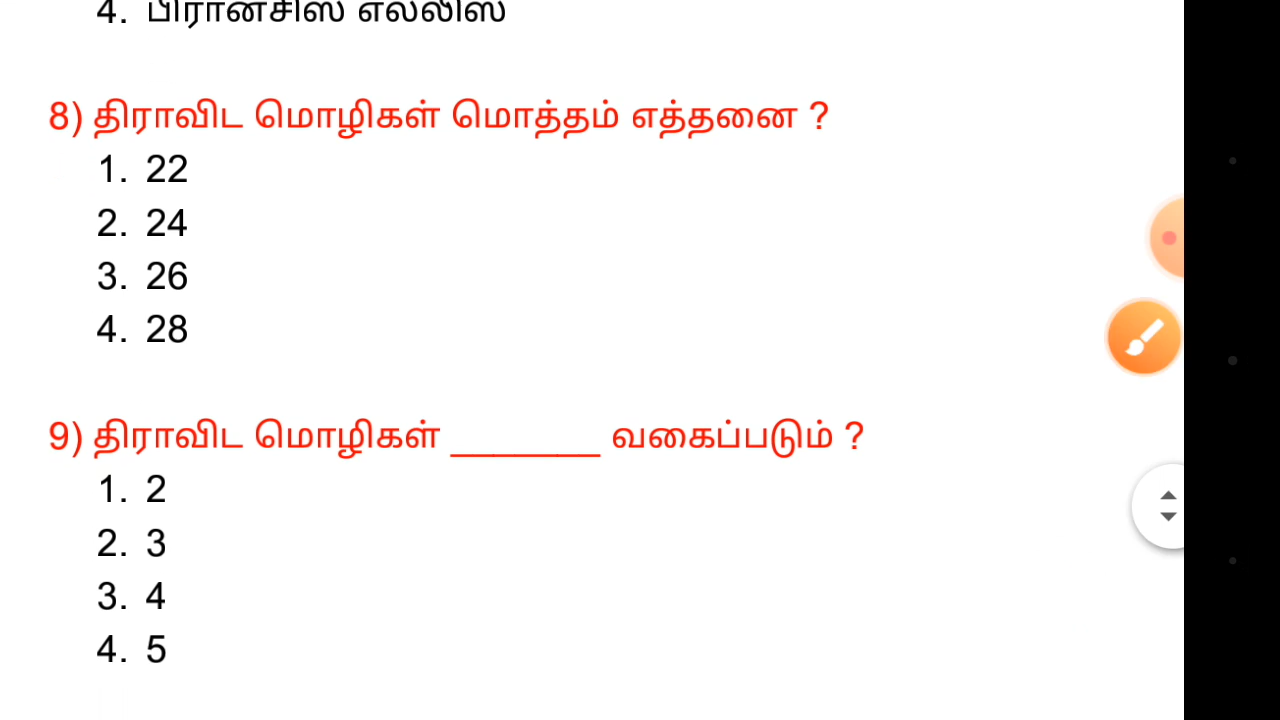 4. பிரான்சிஸ் எல்லிஸ்
8) திராவிட மொழிகள் மொத்தம் எத்தனை ?
1. 22
2. 24
3. 26
4. 28
9) திராவிட மொழிகள் _______ வகைப்படும் ?
1. 2
2. 3
3. 4
4. 5